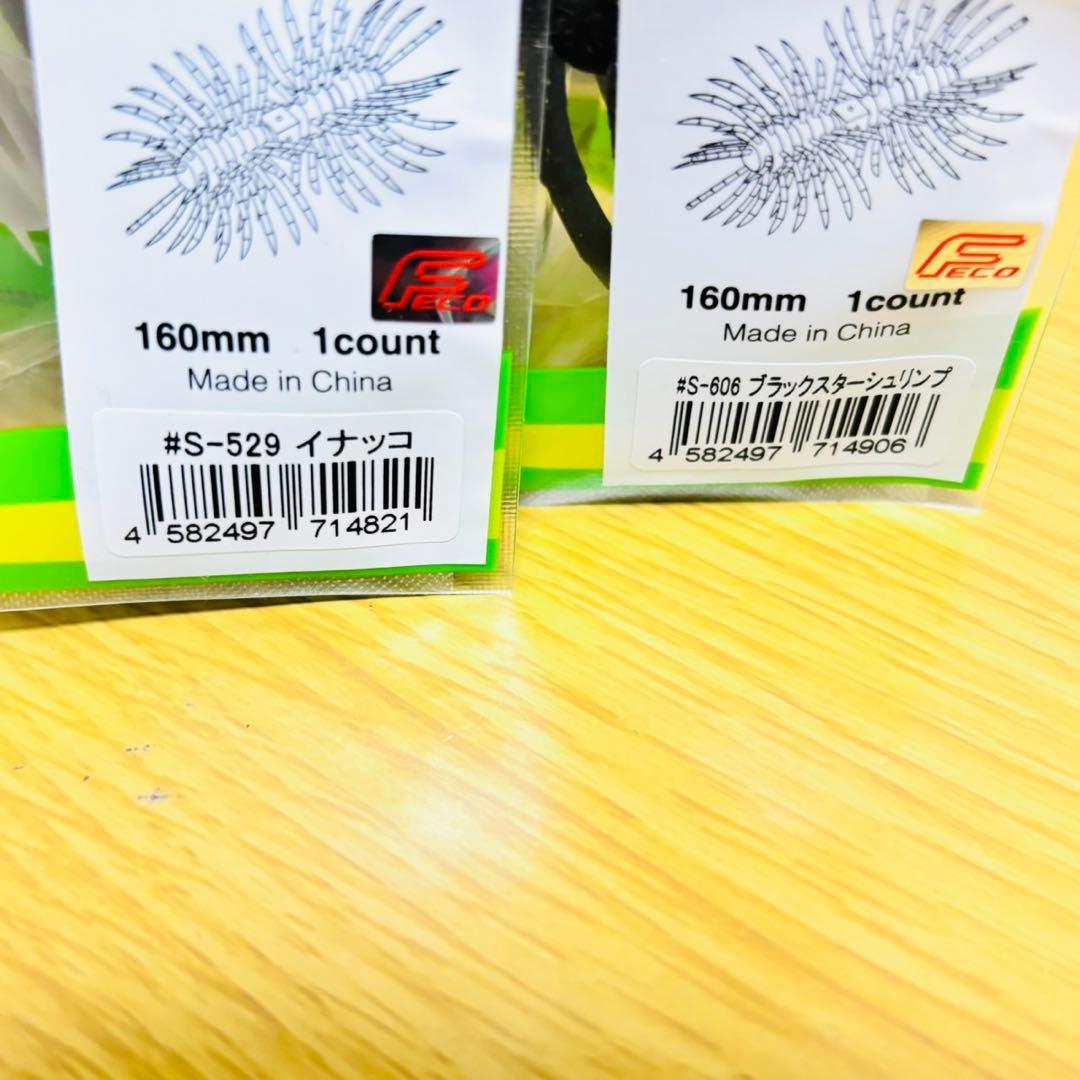 FECO
160mm 1count
Made in China
#S-529 イナッコ
4 582497 714821
FECO
160mm 1count
Made in China
#S-606 ブラックスターシュリンプ
4 582497 714906